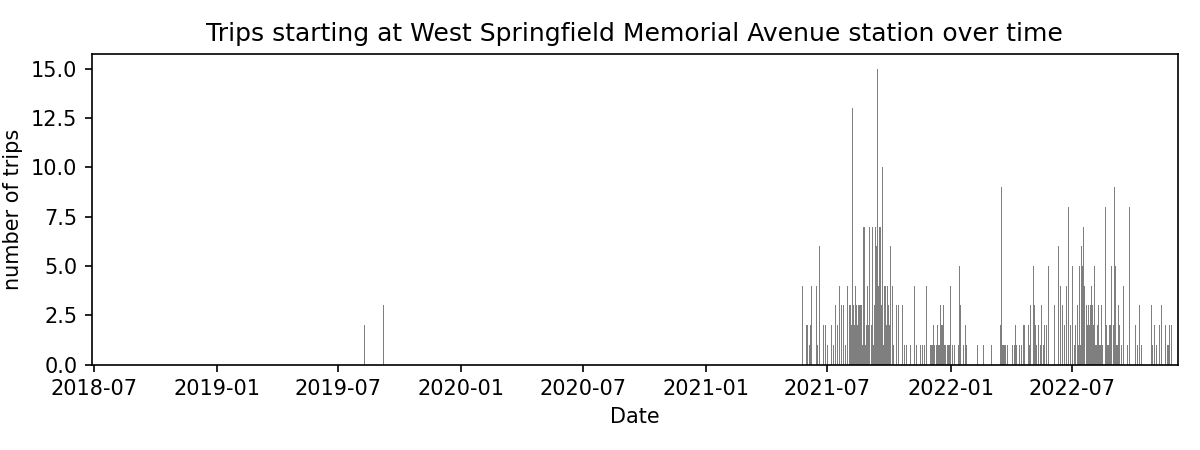 Trips starting at West Springfield Memorial Avenue station over time
15.0
12.5
10.0
7.5
5.0
2.5
0.0
number of trips
2018-07 2019-01 2019-07 2020-01 2020-07 2021-01 2021-07 2022-01 2022-07
Date